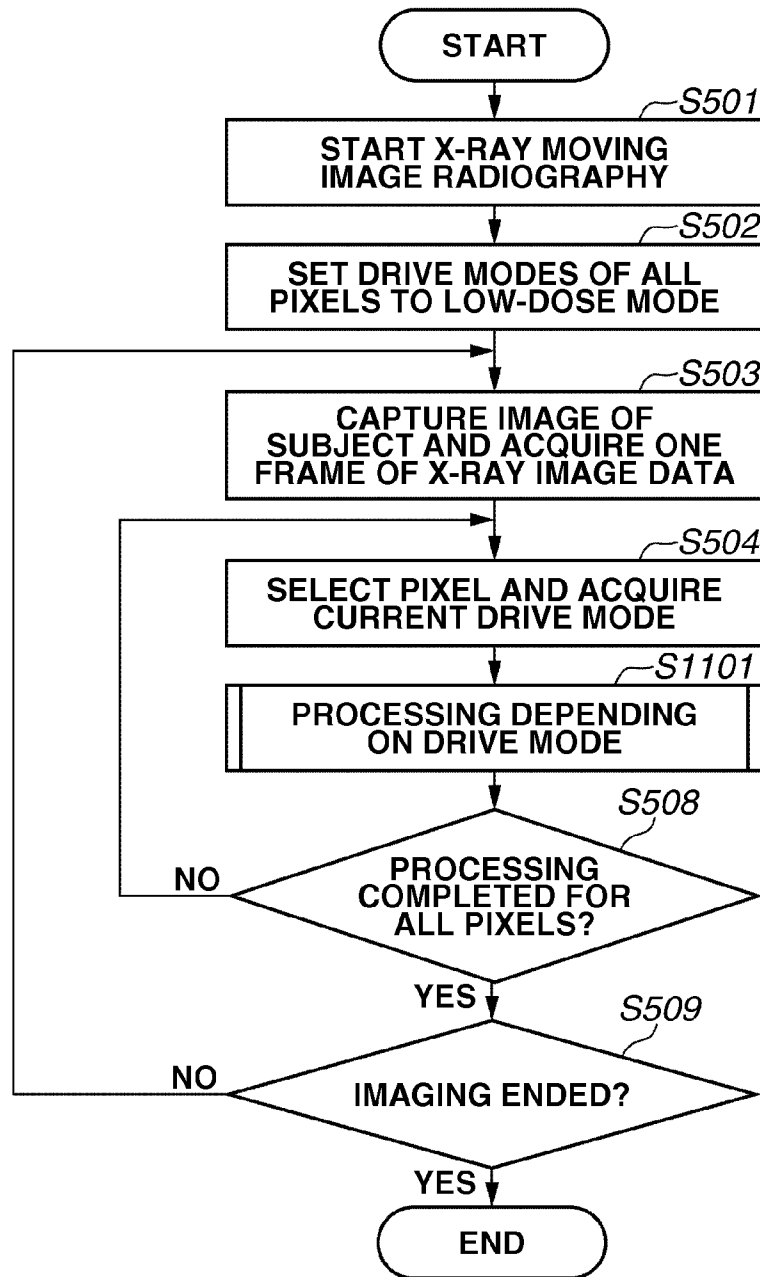 START
S501
START X-RAY MOVING
IMAGE RADIOGRAPHY
S502
SET DRIVE MODES OF ALL
PIXELS TO LOW-DOSE MODE
S503
CAPTURE IMAGE OF
SUBJECT AND ACQUIRE ONE
FRAME OF X-RAY IMAGE DATA
S504
SELECT PIXEL AND ACQUIRE
CURRENT DRIVE MODE
S1101
PROCESSING DEPENDING
ON DRIVE MODE
S508
PROCESSING
COMPLETED FOR
ALL PIXELS?
NO
YES
S509
IMAGING ENDED?
NO
YES
END